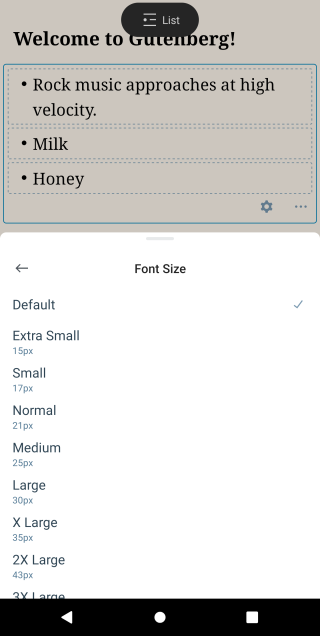 List
Welcome to Gutenberg!
• Rock music approaches at high
velocity.
• Milk
• Honey
Font Size
Default
Extra Small
15px
Small
17px
Normal
21px
Medium
25px
Large
30px
X Large
35px
2X Large
43px
3X Large